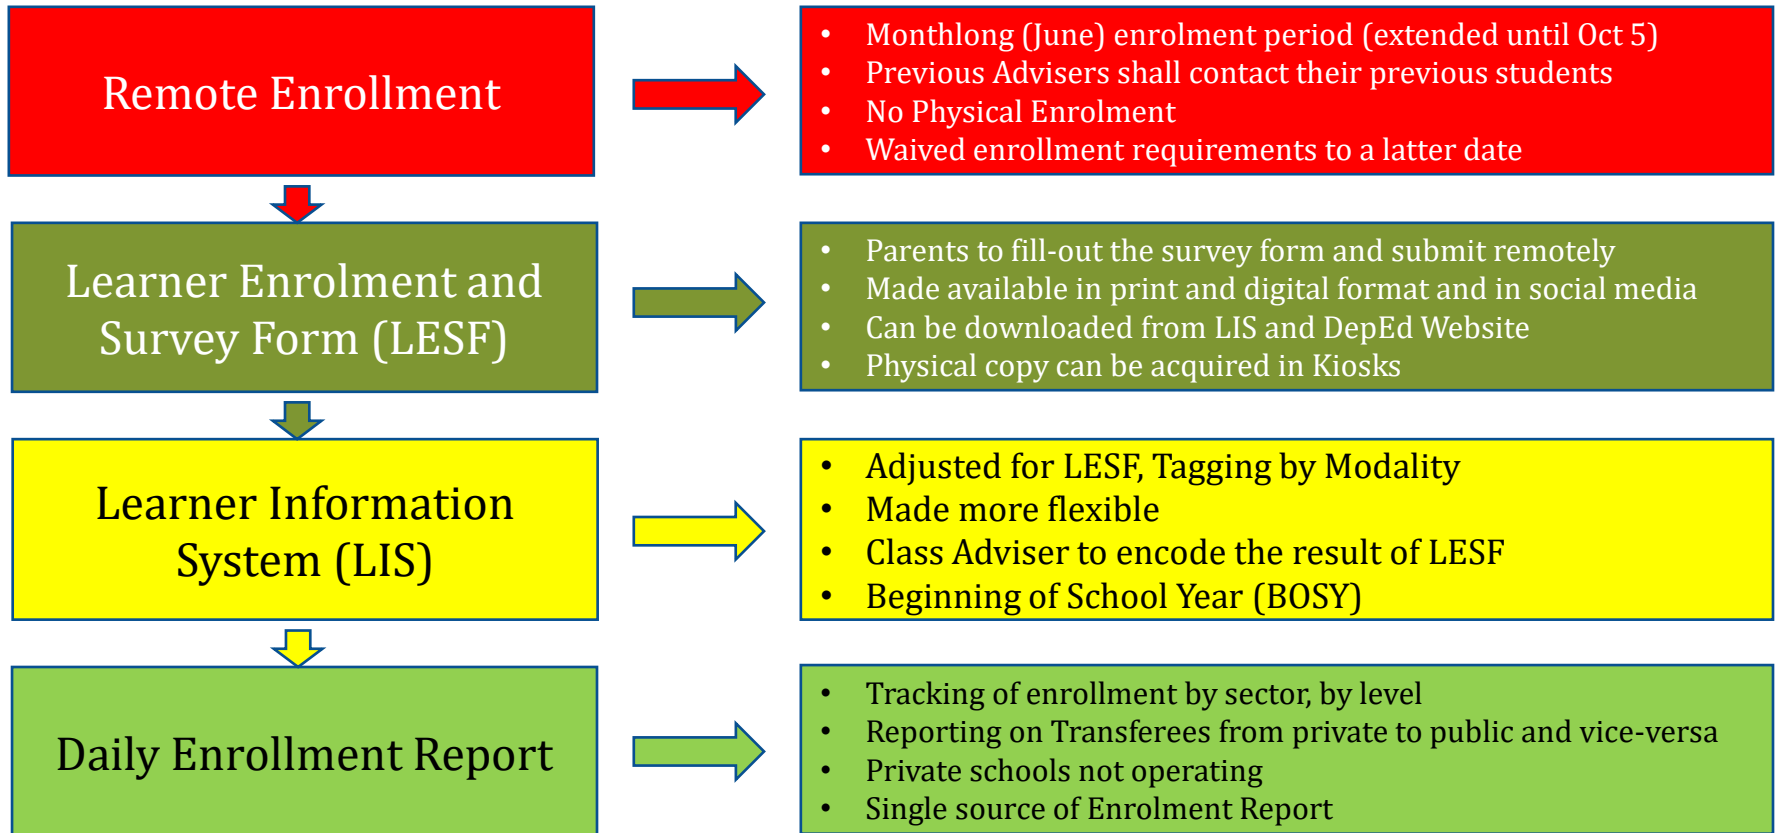 Remote Enrollment
• Monthlong (June) enrolment period (extended until Oct 5)
• Previous Advisers shall contact their previous students
• No Physical Enrolment
• Waived enrollment requirements to a latter date
Learner Enrolment and
Survey Form (LESF)
• Parents to fill-out the survey form and submit remotely
• Made available in print and digital format and in social media
• Can be downloaded from LIS and DepEd Website
• Physical copy can be acquired in Kiosks
Learner Information
System (LIS)
• Adjusted for LESF, Tagging by Modality
• Made more flexible
• Class Adviser to encode the result of LESF
• Beginning of School Year (BOSY)
Daily Enrollment Report
• Tracking of enrollment by sector, by level
• Reporting on Transferees from private to public and vice-versa
• Private schools not operating
• Single source of Enrolment Report